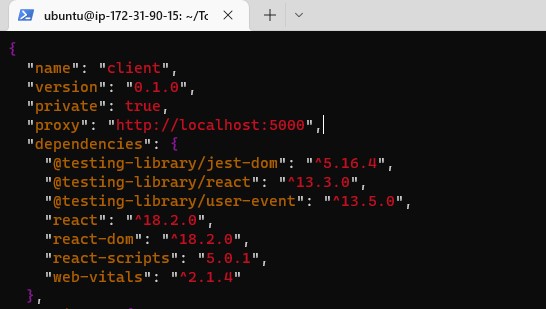 ubuntu@ip-172-31-90-15: ~/Tc
{
  "name": "client",
  "version": "0.1.0",
  "private": true,
  "proxy": "http://localhost:5000",
  "dependencies": {
    "@testing-library/jest-dom": "^5.16.4",
    "@testing-library/react": "^13.3.0",
    "@testing-library/user-event": "^13.5.0",
    "react": "^18.2.0",
    "react-dom": "^18.2.0",
    "react-scripts": "5.0.1",
    "web-vitals": "^2.1.4"
  },